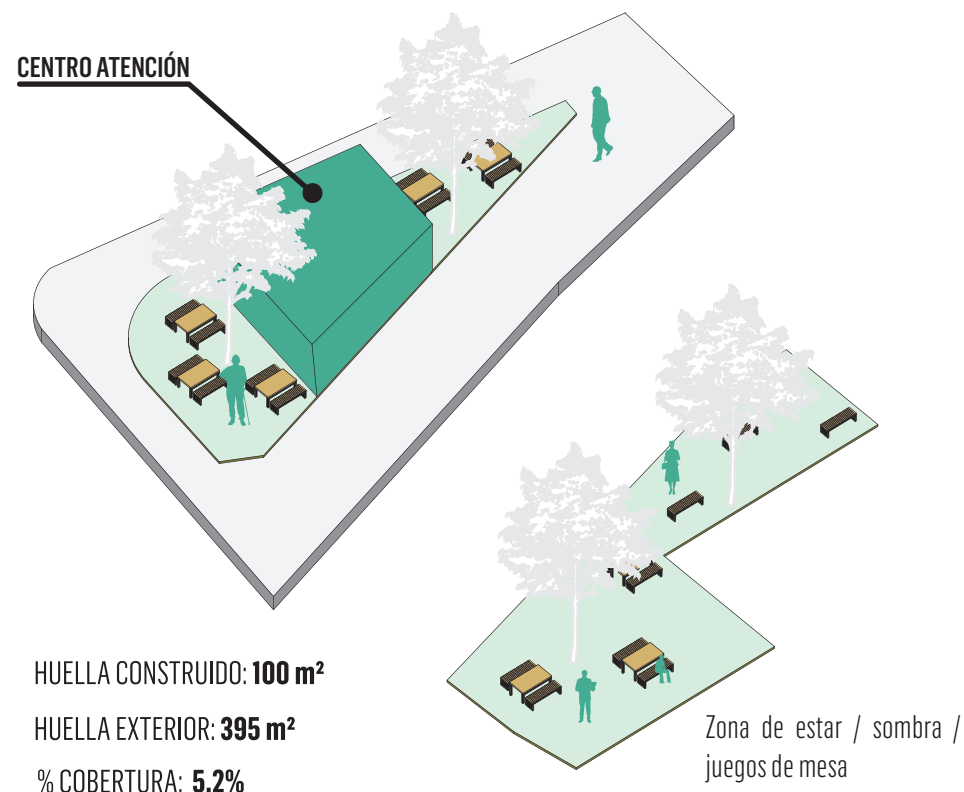 CENTRO ATENCIÓN
HUELLA CONSTRUIDO: 100 m²
HUELLA EXTERIOR: 395 m²
% COBERTURA: 5.2%
Zona de estar / sombra /
juegos de mesa